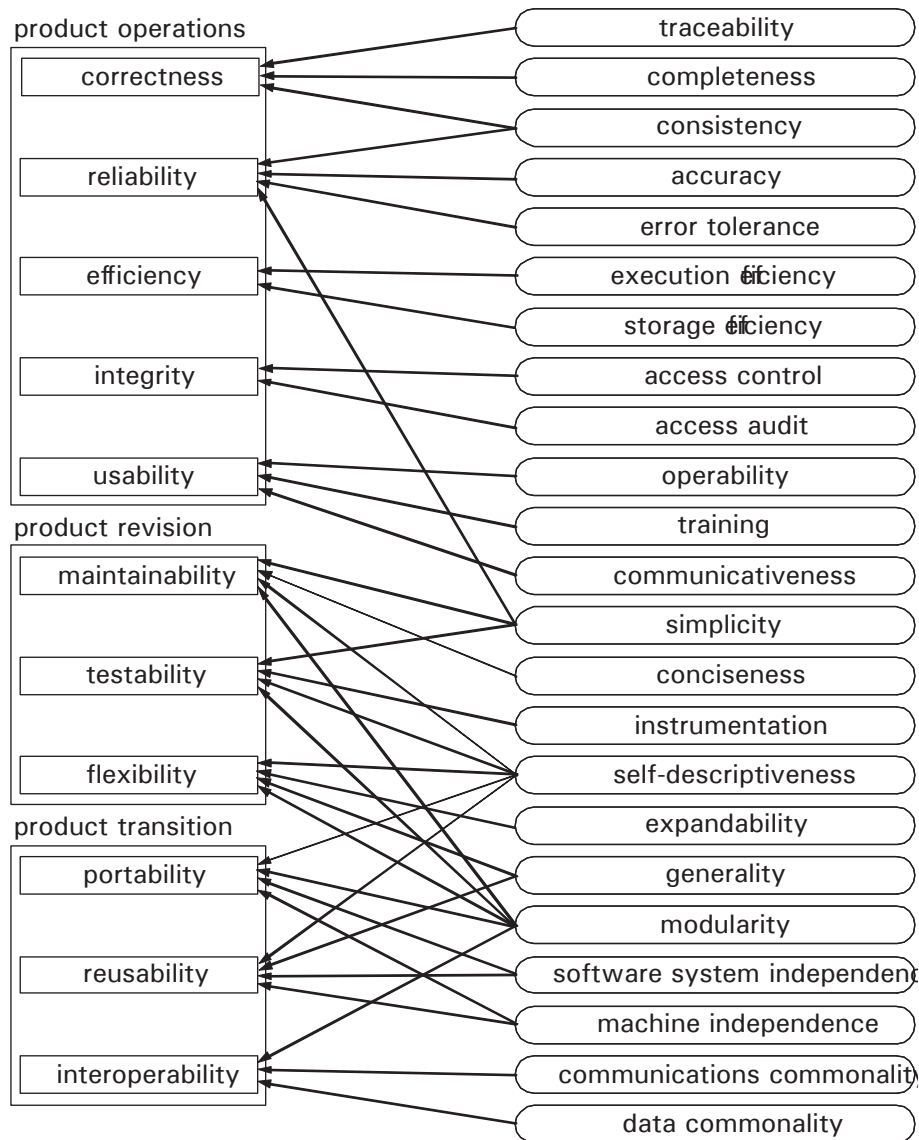 product operations
correctness
reliability
efficiency
integrity
usability
product revision
maintainability
testability
flexibility
product transition
portability
reusability
interoperability
traceability
completeness
consistency
accuracy
error tolerance
execution efficiency
storage efficiency
access control
access audit
operability
training
communicativeness
simplicity
conciseness
instrumentation
self-descriptiveness
expandability
generality
modularity
software system independenc
machine independence
communications commonality
data commonality